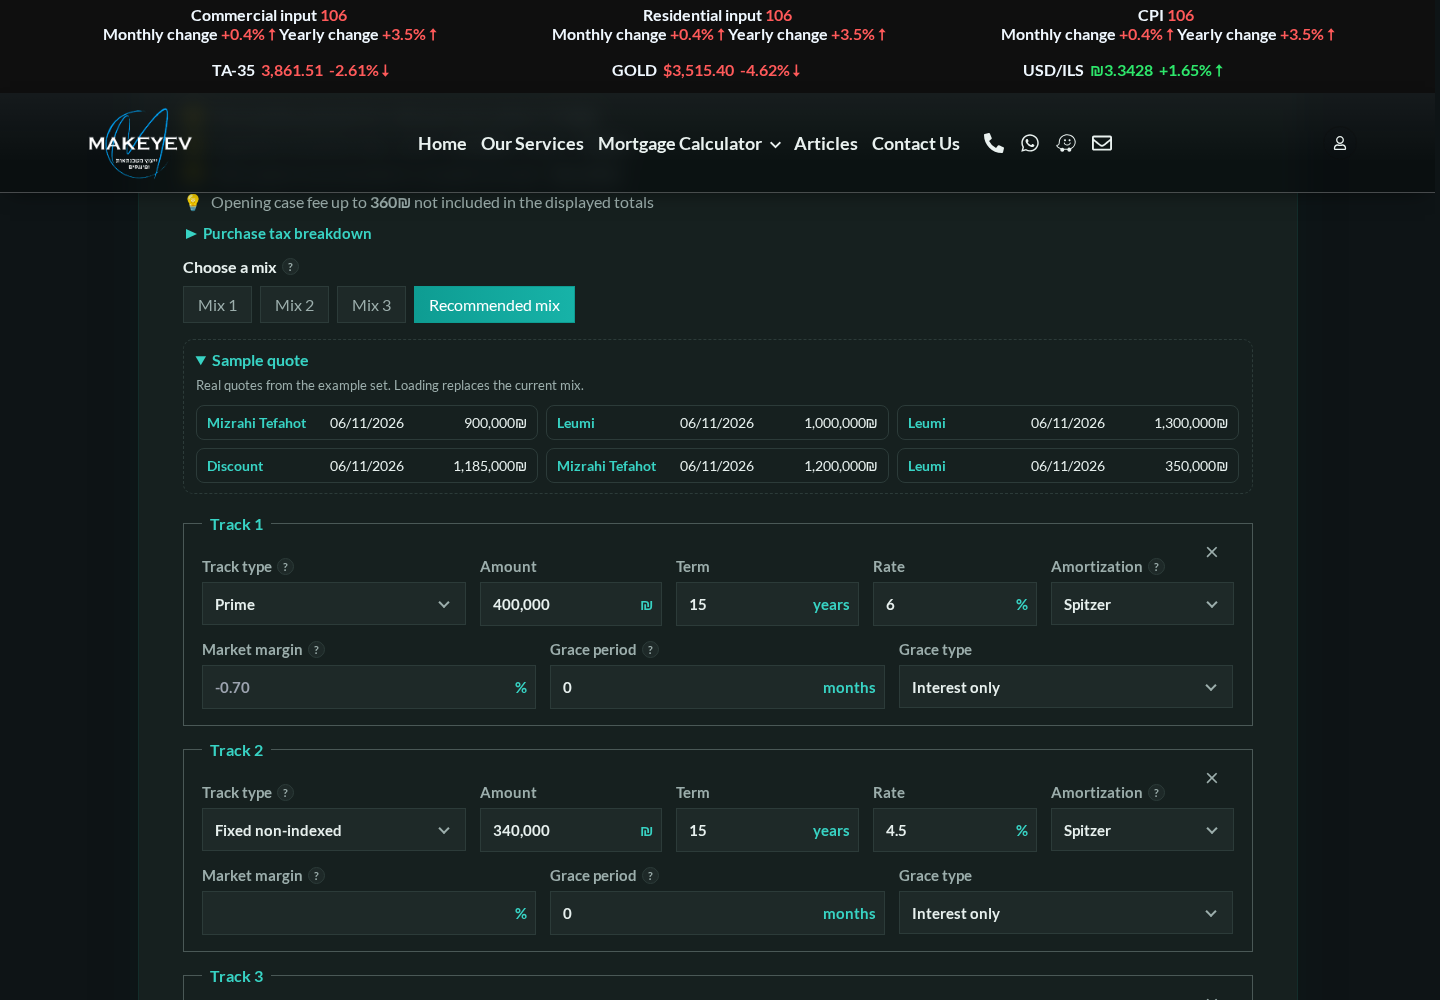 Commercial input 106
Monthly change +0.4%↑ Yearly change +3.5%↑
Residential input 106
Monthly change +0.4%↑ Yearly change +3.5%↑
CPI 106
Monthly change +0.4%↑ Yearly change +3.5%↑
TA-35 3,861.51 -2.61%↓
GOLD $3,515.40 -4.62%↓
USD/ILS ₪3.3428 +1.65%↑
MAKEYEV
ייעוץ משכנתאות
ופיננסים
Home
Our Services
Mortgage Calculator
Articles
Contact Us
💡 Opening case fee up to 360₪ not included in the displayed totals
▶ Purchase tax breakdown
Choose a mix ?
Mix 1
Mix 2
Mix 3
Recommended mix
▼ Sample quote
Real quotes from the example set. Loading replaces the current mix.
Mizrahi Tefahot 06/11/2026 900,000₪
Leumi 06/11/2026 1,000,000₪
Leumi 06/11/2026 1,300,000₪
Discount 06/11/2026 1,185,000₪
Mizrahi Tefahot 06/11/2026 1,200,000₪
Leumi 06/11/2026 350,000₪
Track 1
×
Track type ?
Amount
Term
Rate
Amortization ?
Prime
400,000 ₪
15 years
6 %
Spitzer
Market margin ?
Grace period ?
Grace type
-0.70 %
0 months
Interest only
Track 2
×
Track type ?
Amount
Term
Rate
Amortization ?
Fixed non-indexed
340,000 ₪
15 years
4.5 %
Spitzer
Market margin ?
Grace period ?
Grace type
%
0 months
Interest only
Track 3